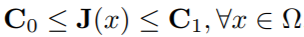 C₀ ≤ J(x) ≤ C₁, ∀x ∈ Ω